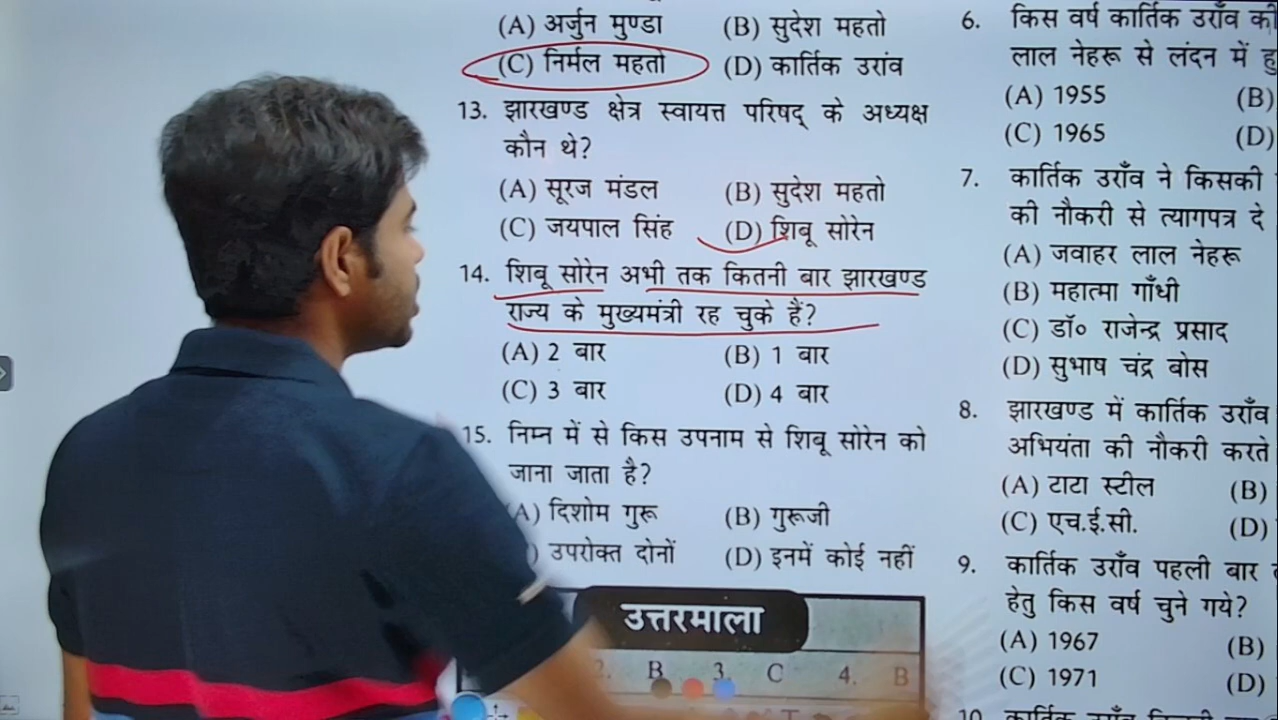 (A) अर्जुन मुण्डा (B) सुदेश महतो
(C) निर्मल महतो (D) कार्तिक उरांव
13. झारखण्ड क्षेत्र स्वायत्त परिषद् के अध्यक्ष
कौन थे?
(A) सूरज मंडल (B) सुदेश महतो
(C) जयपाल सिंह (D) शिबू सोरेन
14. शिबू सोरेन अभी तक कितनी बार झारखण्ड
राज्य के मुख्यमंत्री रह चुके हैं?
(A) 2 बार (B) 1 बार
(C) 3 बार (D) 4 बार
15. निम्न में से किस उपनाम से शिबू सोरेन को
जाना जाता है?
A) दिशोम गुरू (B) गुरूजी
) उपरोक्त दोनों (D) इनमें कोई नहीं
उत्तरमाला
2. B 3. C 4. B
6. किस वर्ष कार्तिक उराँव की
लाल नेहरू से लंदन में
(A) 1955 (B)
(C) 1965 (D)
7. कार्तिक उराँव ने किसकी
की नौकरी से त्यागपत्र दे
(A) जवाहर लाल नेहरू
(B) महात्मा गाँधी
(C) डॉ० राजेन्द्र प्रसाद
(D) सुभाष चंद्र बोस
8. झारखण्ड में कार्तिक उराँव
अभियंता की नौकरी करते
(A) टाटा स्टील (B)
(C) एच.ई.सी. (D)
9. कार्तिक उराँव पहली बार
हेतु किस वर्ष चुने गये?
(A) 1967 (B)
(C) 1971 (D)
10. कार्तिक उराँव